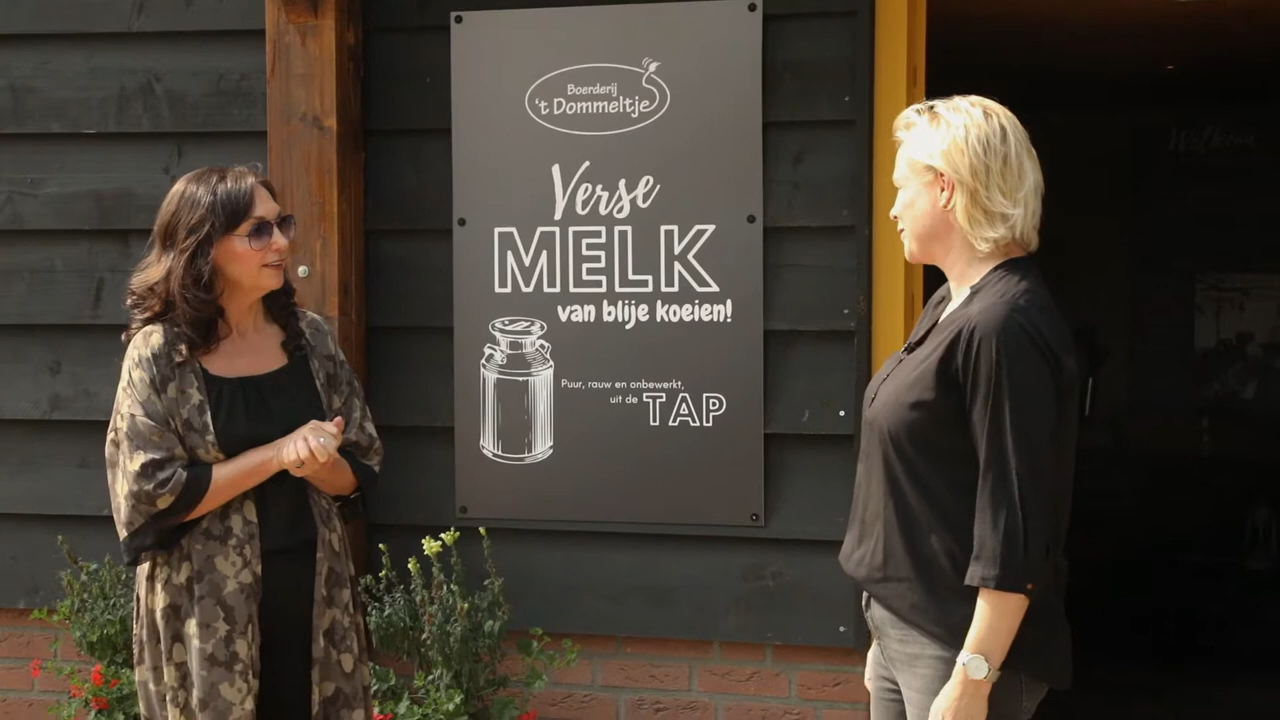 Boerderij
't Dommeltje
Verse
MELK
van blije koeien!
Puur, rauw en onbewerkt,
uit de TAP